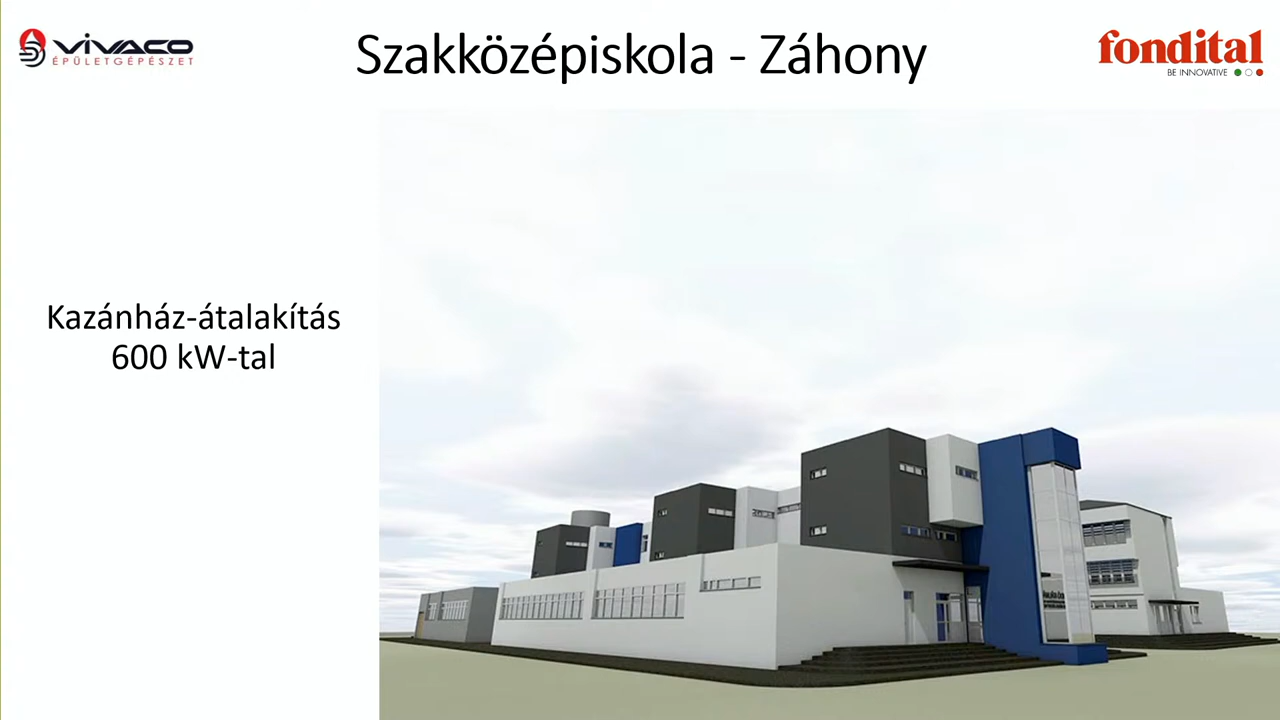 VIVACO
ÉPÜLETGÉPÉSZET
Szakközépiskola - Záhony
fondital
BE INNOVATIVE
Kazánház-átalakítás
600 kW-tal